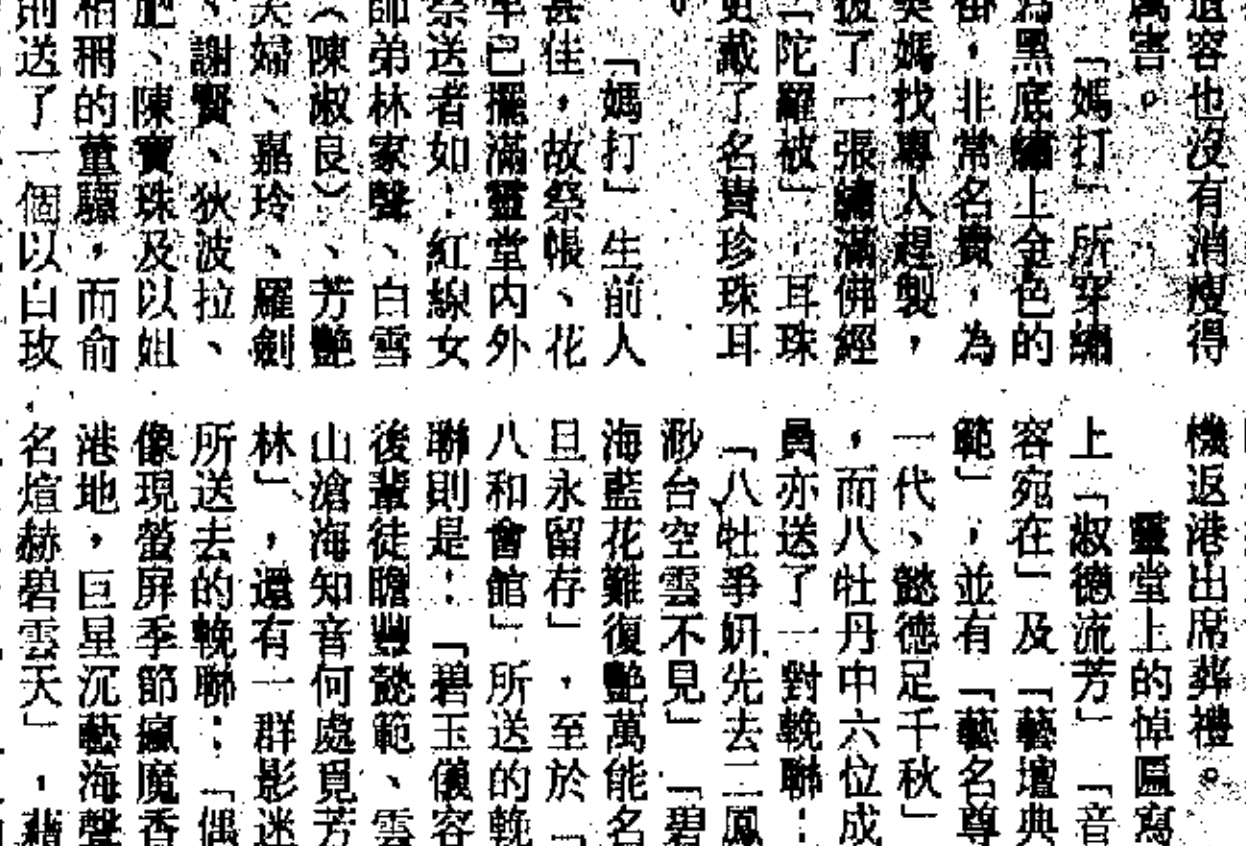 遺容也沒有消瘦得
厲害。
「媽打」所穿繡
為黑底繡上金色的
卦，非常名貴，為
美媽找專人趕製，
披了一張繡滿佛經
「陀羅被」，耳珠
更戴了名貴珍珠耳
。
「媽打」生前人
甚佳，故祭帳、花
牢已擺滿靈堂內外
祭送者如：紅線女
師弟林家聲、白雪
（陳淑良）、芳艷
夫婦、嘉玲、羅劍
、謝賢、狄波拉、
肥、陳寶珠及以姐
相稱的董驃，而俞
則送了一個以白玫
機返港出席葬禮。
靈堂上的悼匾寫
上「淑德流芳」「音
容宛在」及「藝壇典
範」，並有「藝名尊
一代、懿德足千秋」
，而八牡丹中六位成
員亦送了一對輓聯：
「八牡爭妍先去二鳳
渺台空雲不見」「碧
海藍花難復艷萬能名
且永留存」，至於「
八和會館」所送的輓
聯則是：「碧玉儀容
後輩徒瞻豐懿範、雲
山滄海知音何處覓芳
林」，還有一群影迷
所送去的輓聯：「偶
像現螢屏季節瘋魔香
港地，巨星沉藝海聲
名煊赫碧雲天」，